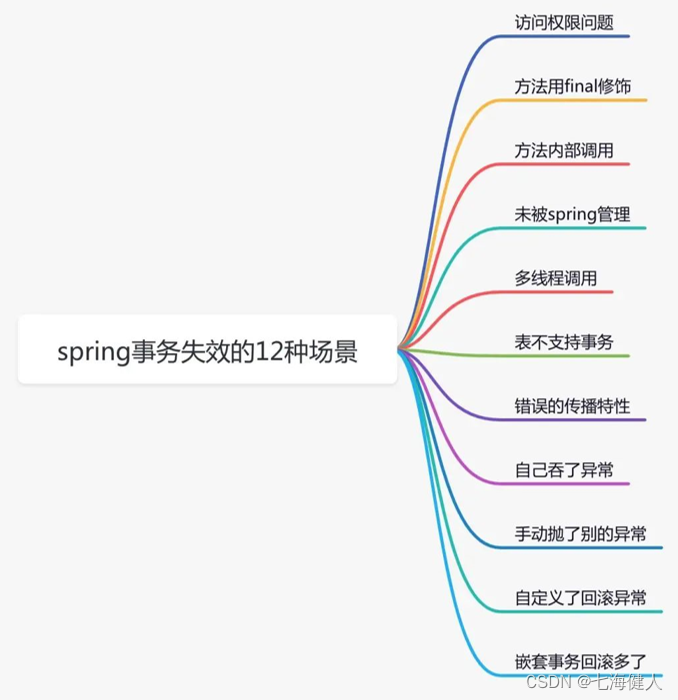 访问权限问题
方法用final修饰
方法内部调用
未被spring管理
多线程调用
spring事务失效的12种场景
表不支持事务
错误的传播特性
自己吞了异常
手动抛了别的异常
自定义了回滚异常
嵌套事务回滚多了
CSDN @七海健人